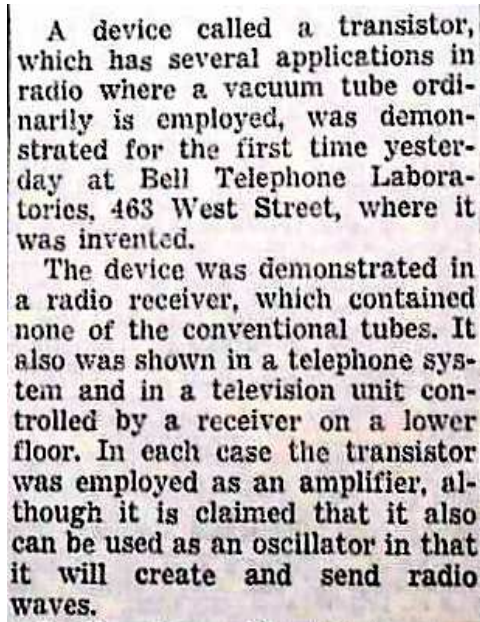 A device called a transistor,
which has several applications in
radio where a vacuum tube ordi-
narily is employed, was demon-
strated for the first time yester-
day at Bell Telephone Labora-
tories, 463 West Street, where it
was invented.
The device was demonstrated in
a radio receiver, which contained
none of the conventional tubes. It
also was shown in a telephone sys-
tem and in a television unit con-
trolled by a receiver on a lower
floor. In each case the transistor
was employed as an amplifier, al-
though it is claimed that it also
can be used as an oscillator in that
it will create and send radio
waves.